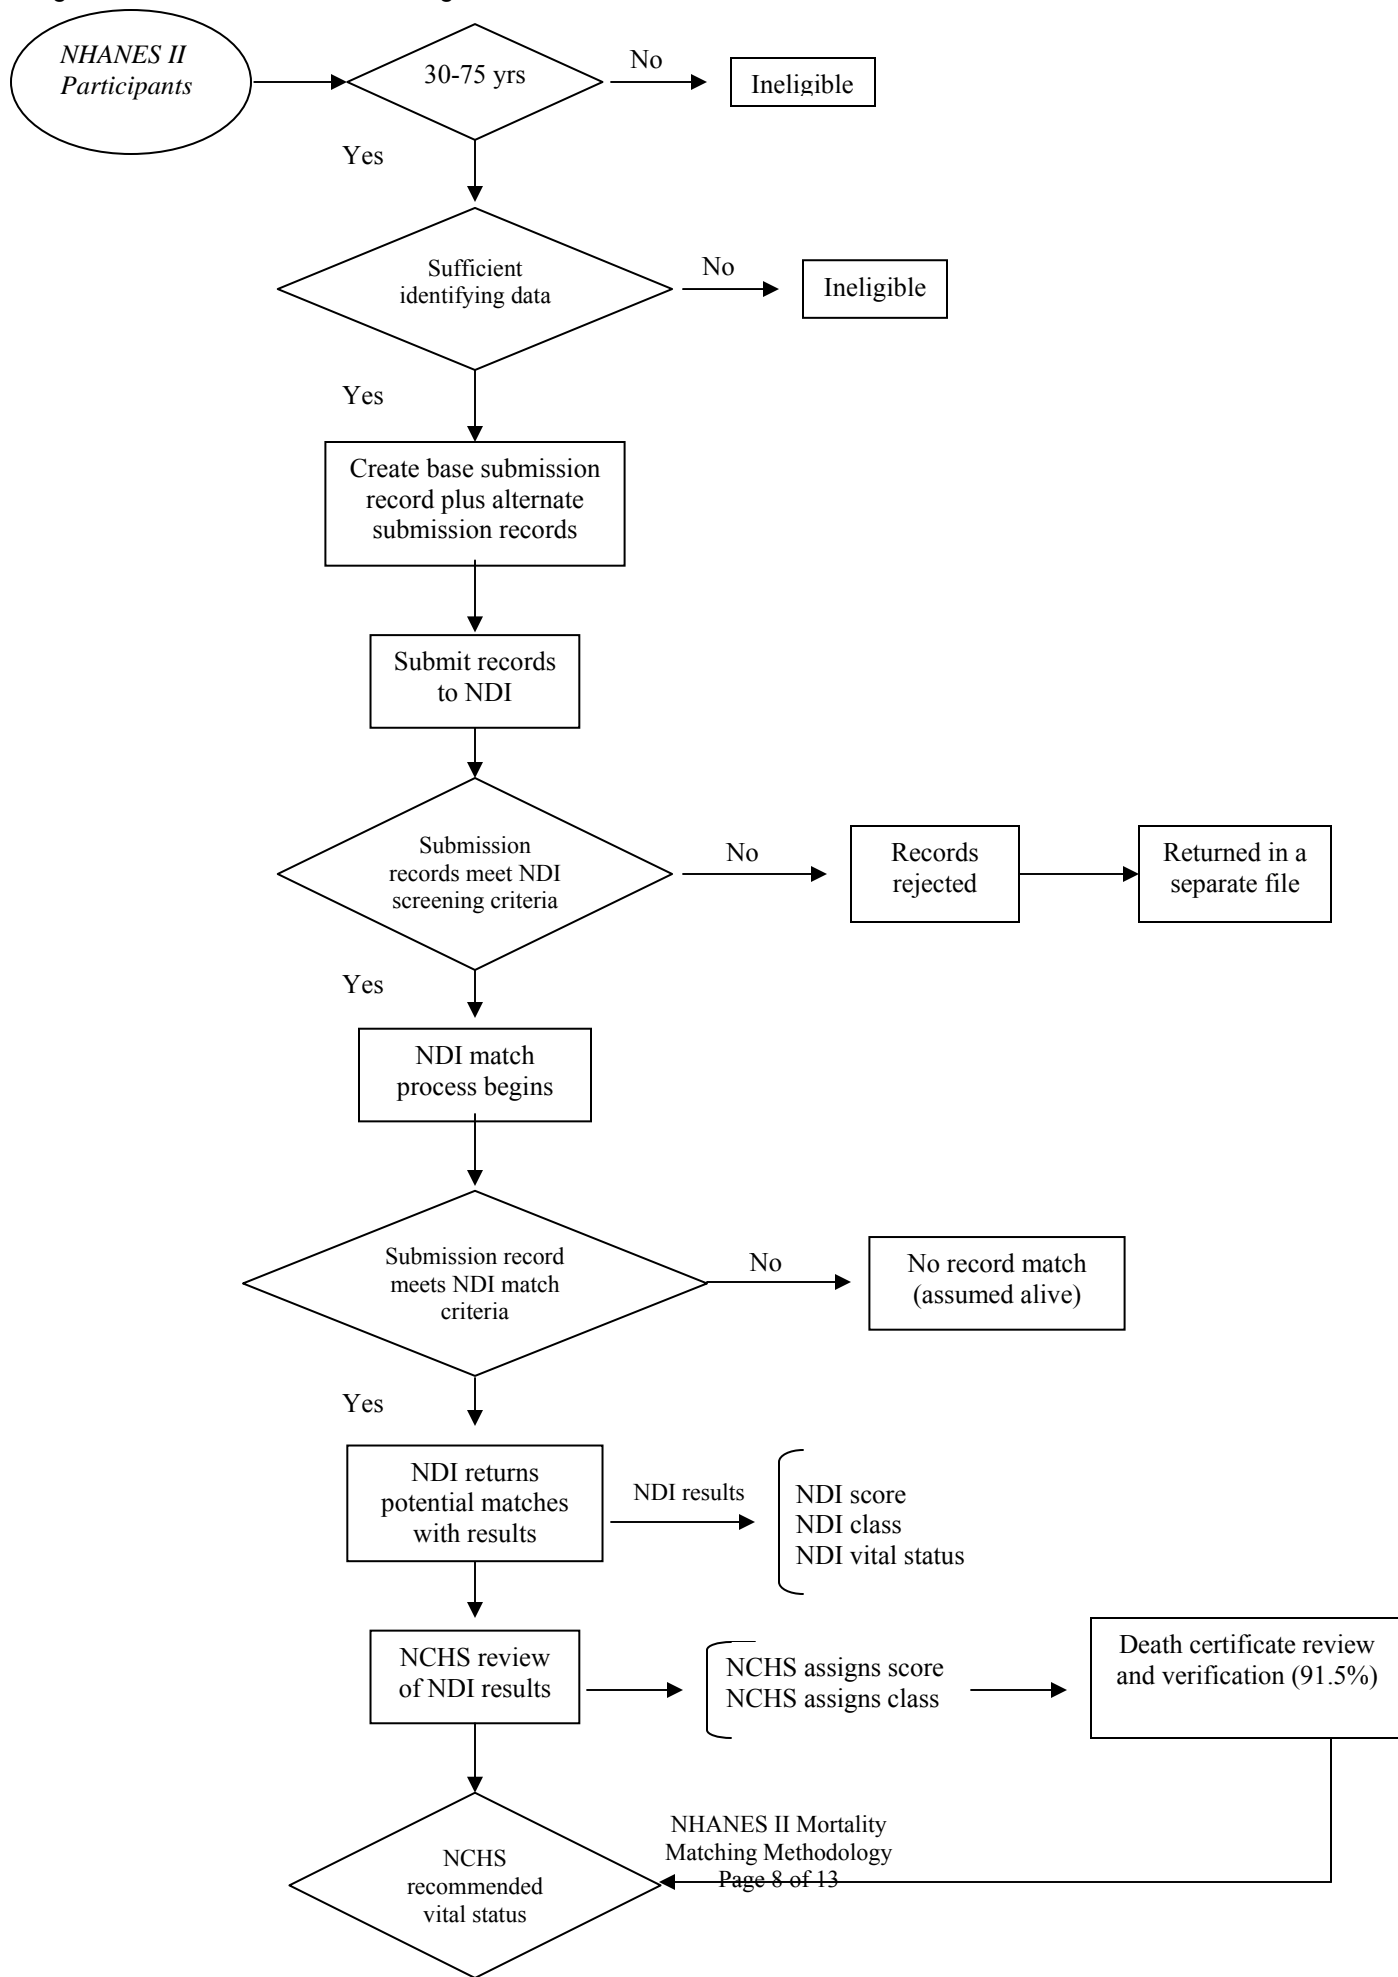 NHANES II
Participants
30-75 yrs
No
Ineligible
Yes
Sufficient
identifying data
No
Ineligible
Yes
Create base submission
record plus alternate
submission records
Submit records
to NDI
Submission
records meet NDI
screening criteria
No
Records
rejected
Returned in a
separate file
Yes
NDI match
process begins
Submission record
meets NDI match
criteria
No
No record match
(assumed alive)
Yes
NDI returns
potential matches
with results
NDI results
NDI score
NDI class
NDI vital status
NCHS review
of NDI results
NCHS assigns score
NCHS assigns class
Death certificate review
and verification (91.5%)
NCHS
recommended
vital status
NHANES II Mortality
Matching Methodology
Page 8 of 13